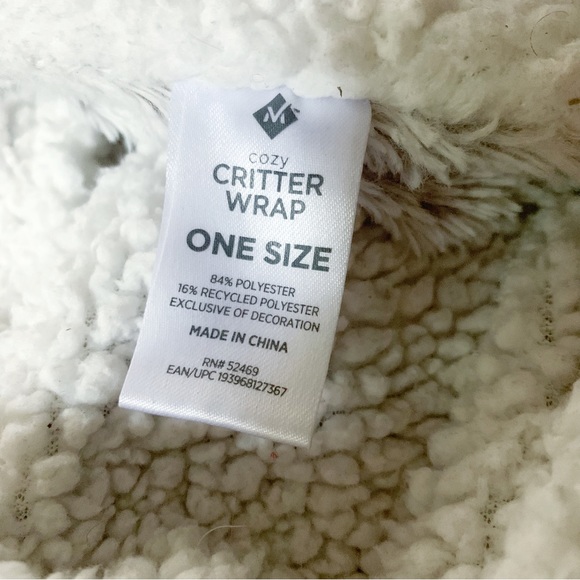 M
cozy
CRITTER
WRAP
ONE SIZE
84% POLYESTER
16% RECYCLED POLYESTER
EXCLUSIVE OF DECORATION
MADE IN CHINA
RN# 52469
EAN/UPC 193968127367